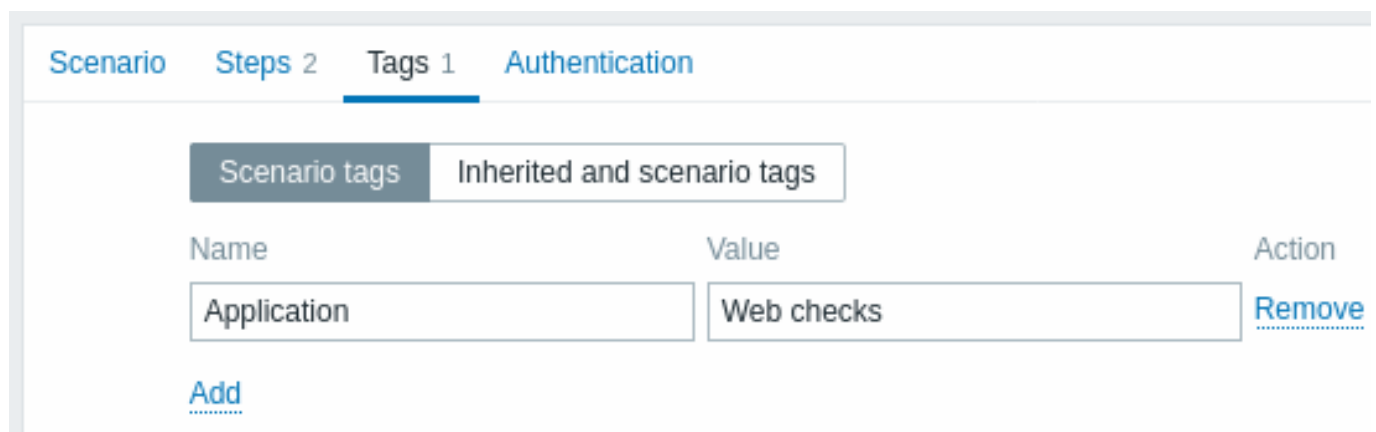 Scenario Steps 2 Tags 1 Authentication
Scenario tags Inherited and scenario tags
Name Value Action
Application Web checks Remove
Add